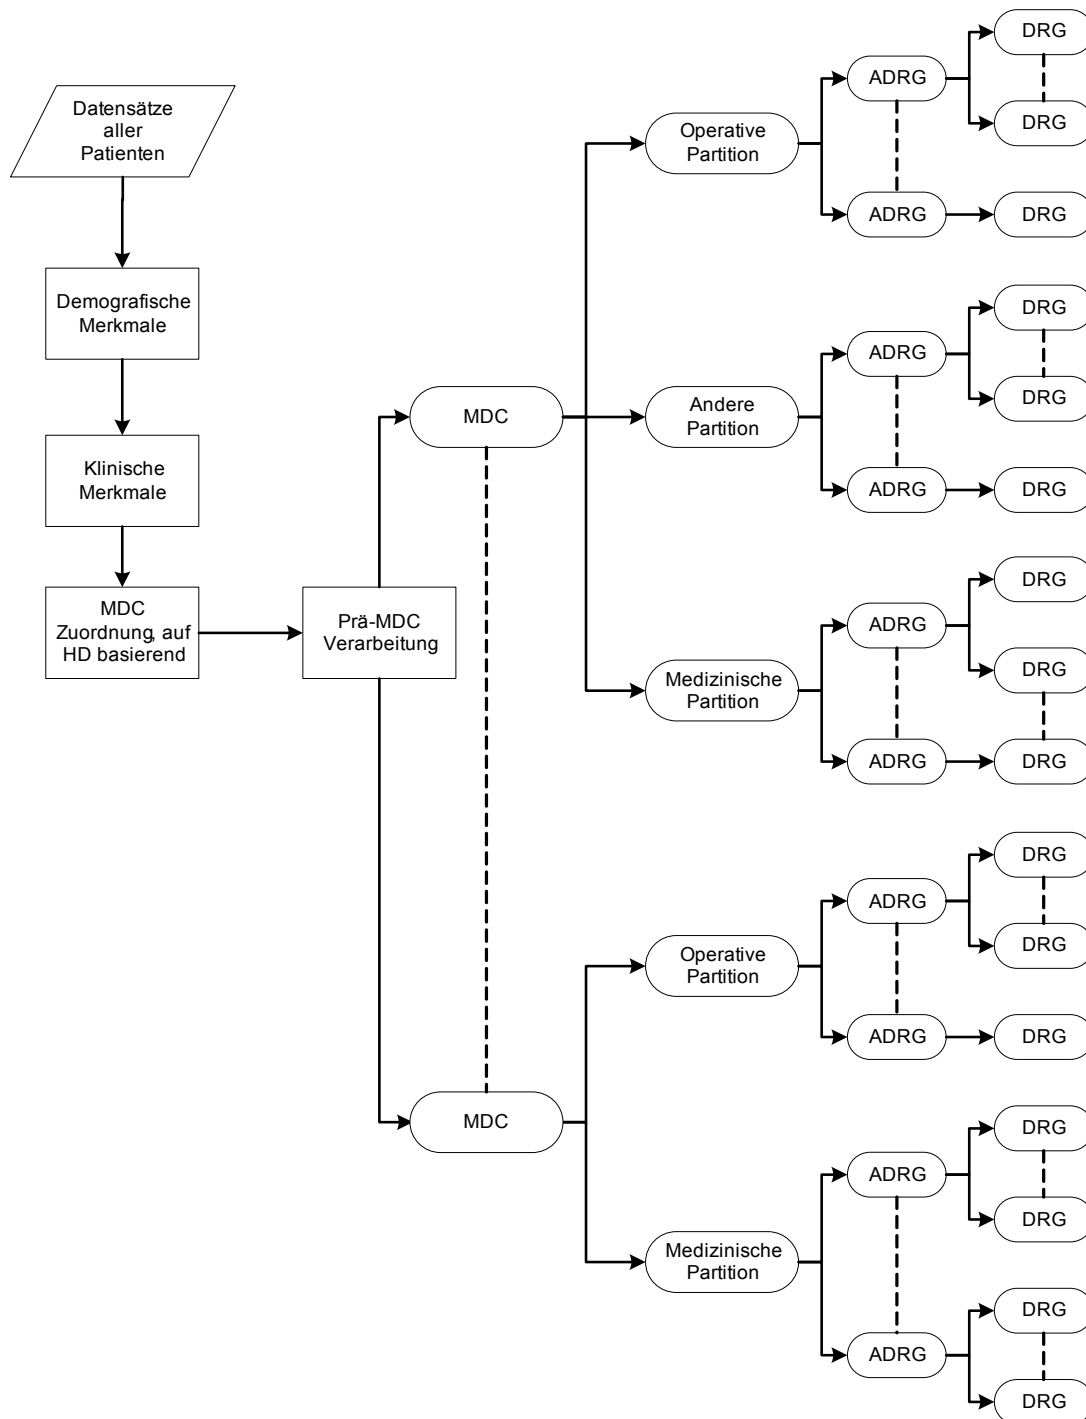 Datensätze
aller
Patienten
Demografische
Merkmale
Klinische
Merkmale
MDC
Zuordnung, auf
HD basierend
Prä-MDC
Verarbeitung
MDC
MDC
Operative
Partition
ADRG
DRG
DRG
ADRG
DRG
Andere
Partition
ADRG
DRG
DRG
ADRG
DRG
Medizinische
Partition
ADRG
DRG
DRG
ADRG
DRG
Operative
Partition
ADRG
DRG
DRG
ADRG
DRG
Medizinische
Partition
ADRG
DRG
DRG
ADRG
DRG
DRG